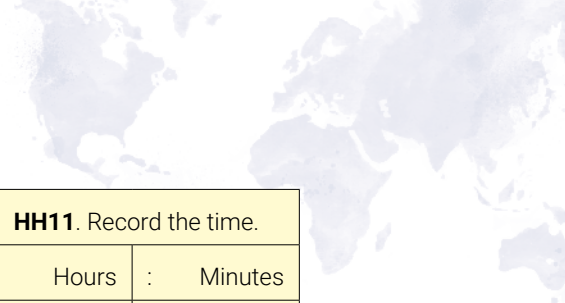 HH11. Record the time.
Hours : Minutes